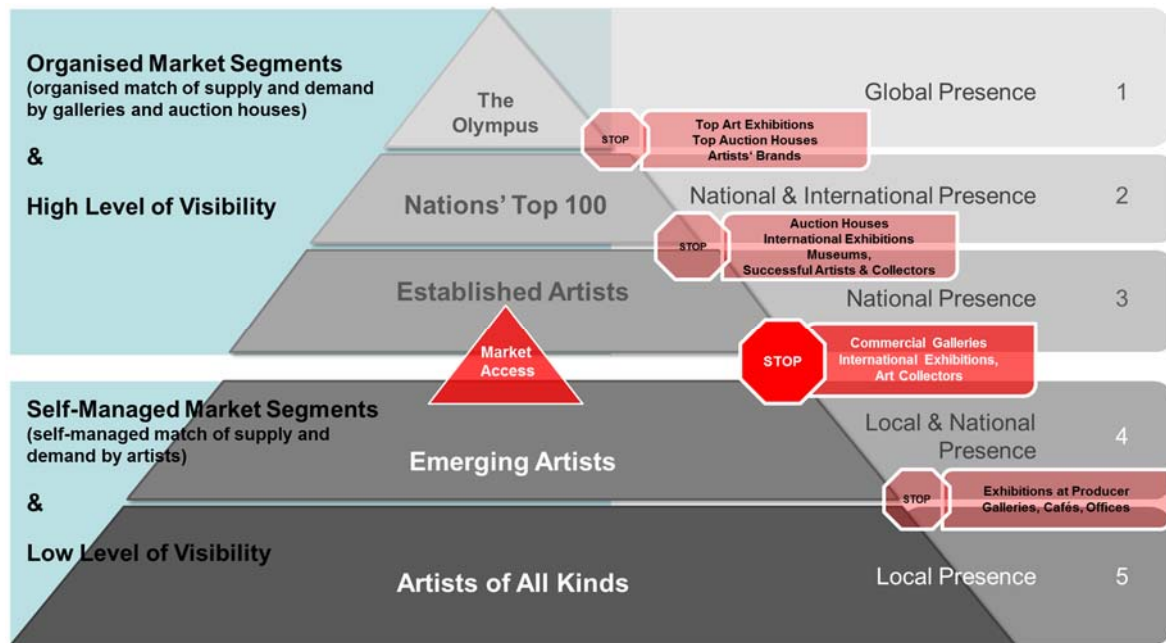 Organised Market Segments
(organised match of supply and demand
by galleries and auction houses)
&
High Level of Visibility
The
Olympus
Global Presence 1
STOP
Top Art Exhibitions
Top Auction Houses
Artists‘ Brands
Nations’ Top 100
National & International Presence 2
STOP
Auction Houses
International Exhibitions
Museums,
Successful Artists & Collectors
Established Artists
National Presence 3
Market
Access
STOP
Commercial Galleries
International Exhibitions,
Art Collectors
Self-Managed Market Segments
(self-managed match of supply and
demand by artists)
&
Low Level of Visibility
Emerging Artists
Local & National
Presence 4
STOP
Exhibitions at Producer
Galleries, Cafés, Offices
Artists of All Kinds
Local Presence 5